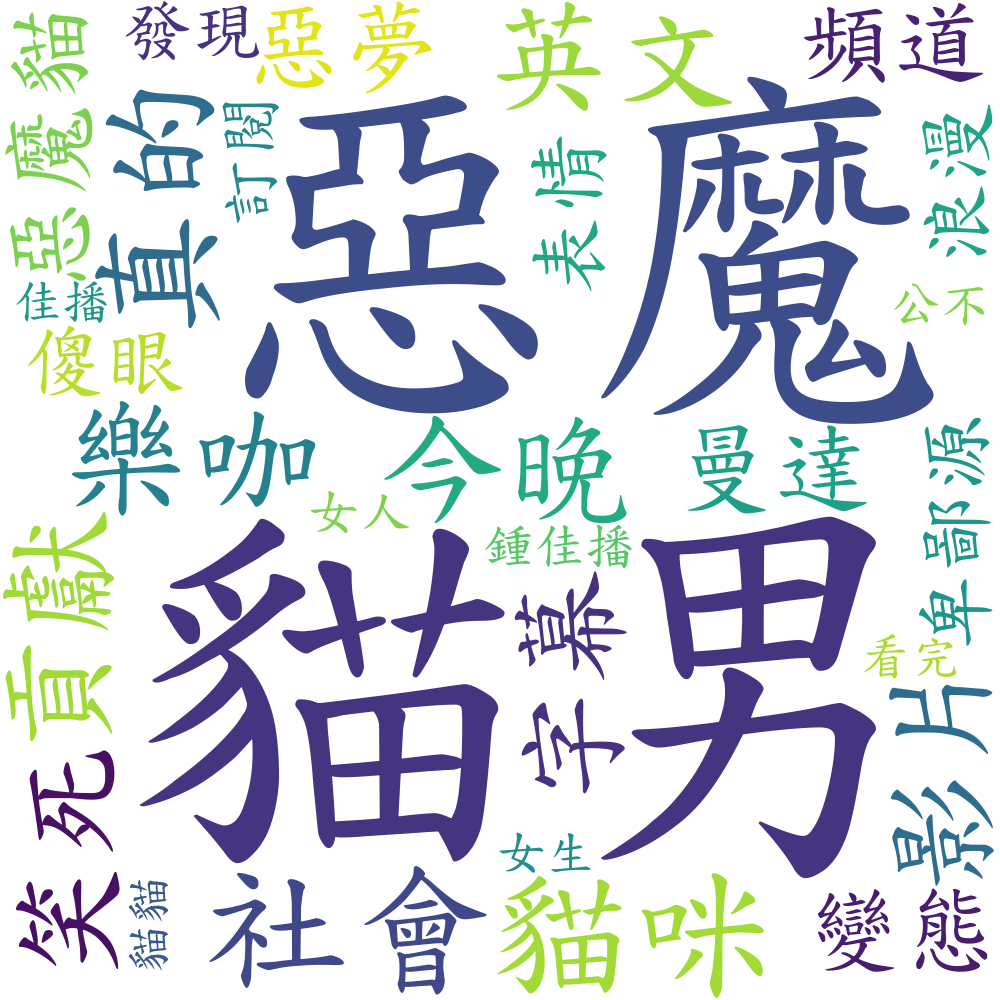 發現
惡夢
英文
頻道
惡魔貓
真的
訂閱
惡魔
表情
浪漫
佳播
公不
傻眼
樂咖
今晚
曼達
卑鄙源
女人
鍾佳播
貢獻
貓男
字幕
看完
影片
笑死
貓貓
社會
女生
貓咪
變態